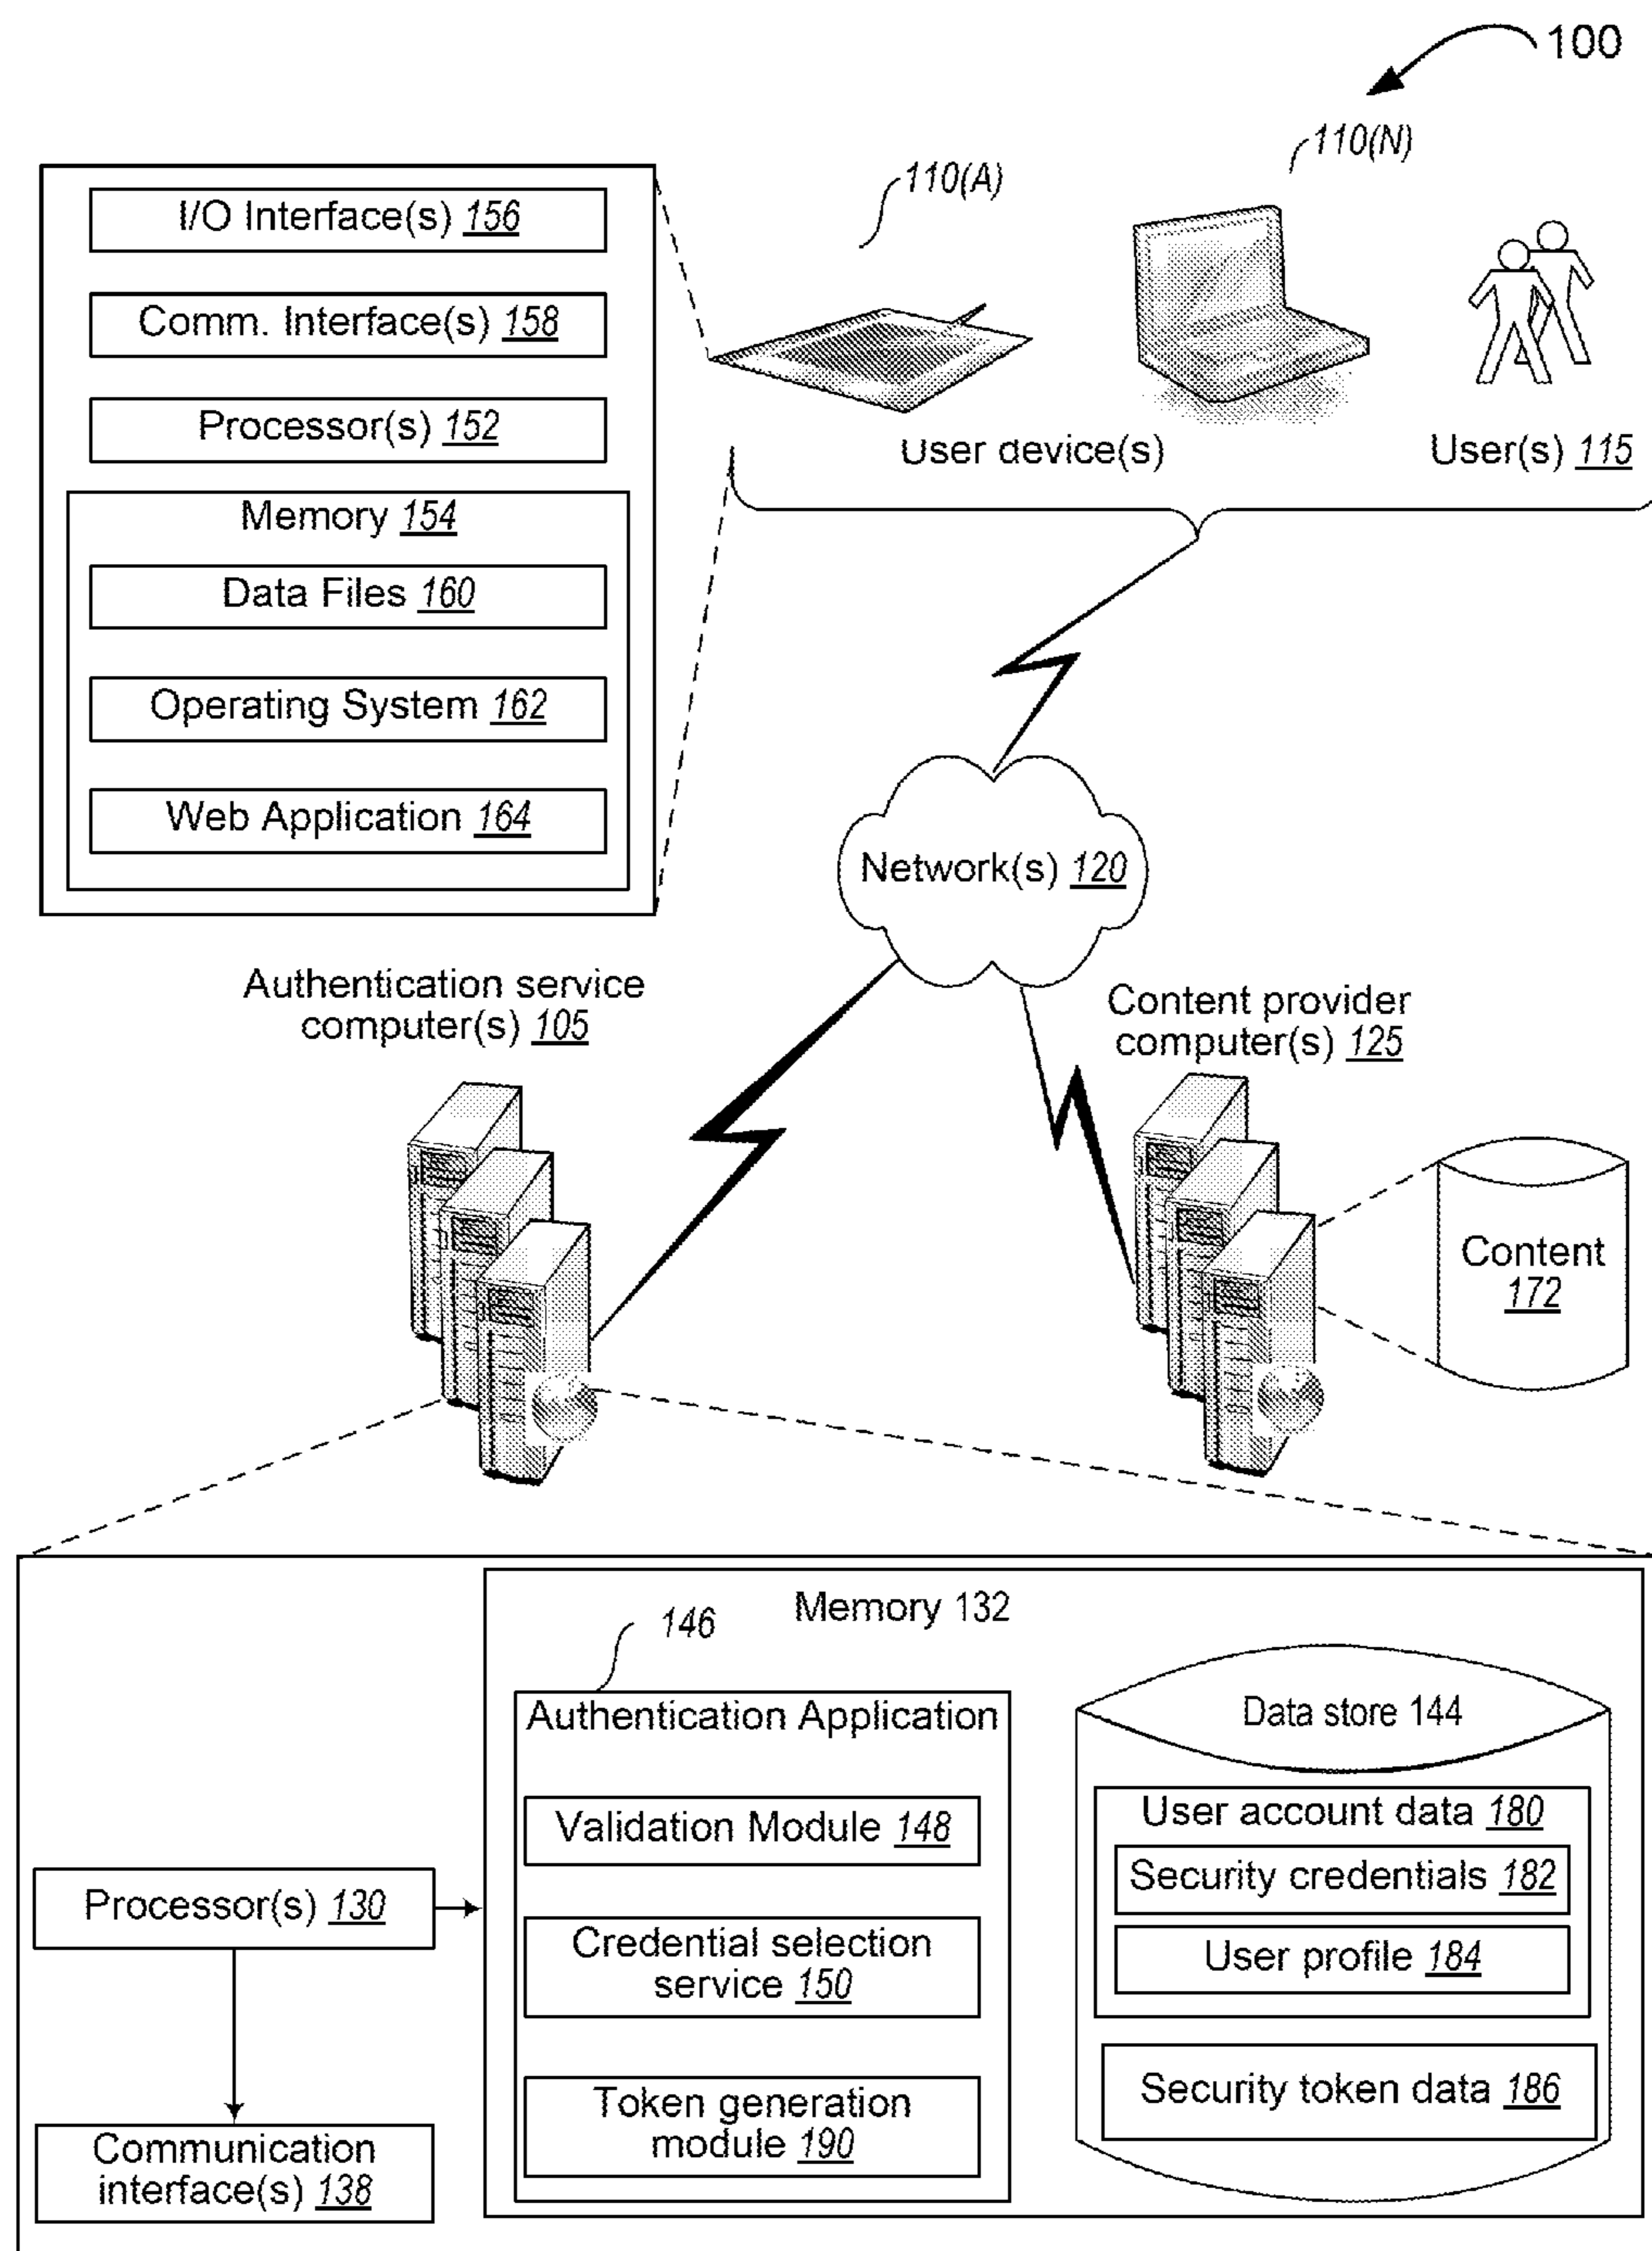 100
110(N)
110(A)
I/O Interface(s) 156
Comm. Interface(s) 158
Processor(s) 152
Memory 154
Data Files 160
Operating System 162
Web Application 164
User device(s)
User(s) 115
Network(s) 120
Authentication service
computer(s) 105
Content provider
computer(s) 125
Content
172
Memory 132
146
Authentication Application
Validation Module 148
Credential selection
service 150
Token generation
module 190
Data store 144
User account data 180
Security credentials 182
User profile 184
Security token data 186
Processor(s) 130
Communication
interface(s) 138